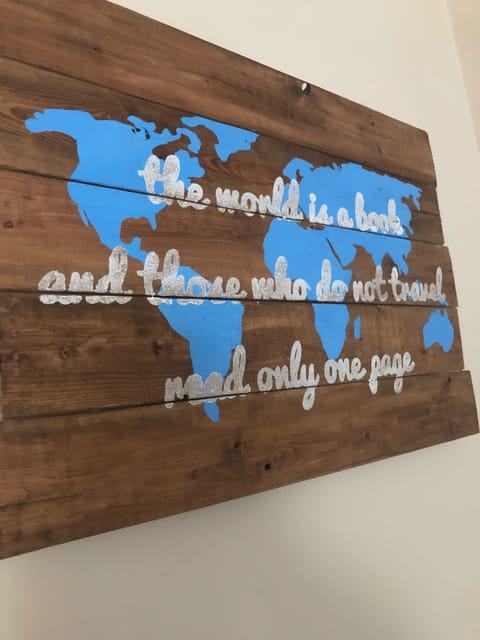 the world is a book
and those who do not travel
read only one page